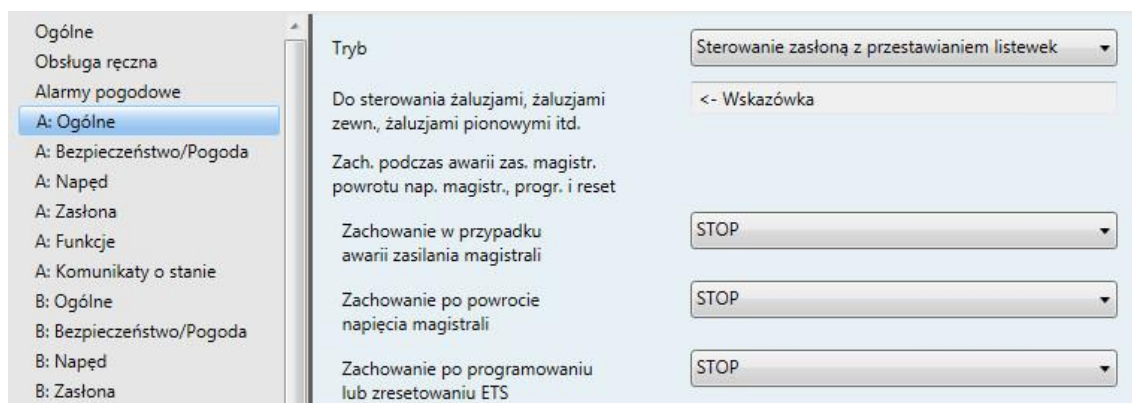 Ogólne
Obsługa ręczna
Alarmy pogodowe
A: Ogólne
A: Bezpieczeństwo/Pogoda
A: Napęd
A: Zasłona
A: Funkcje
A: Komunikaty o stanie
B: Ogólne
B: Bezpieczeństwo/Pogoda
B: Napęd
B: Zasłona
Tryb
Sterowanie zasłoną z przestawianiem listewek
Do sterowania żaluzjami, żaluzjami
zewn., żaluzjami pionowymi itd.
<- Wskazówka
Zach. podczas awarii zas. magistr.
powrotu nap. magistr., progr. i reset
Zachowanie w przypadku
awarii zasilania magistrali
STOP
Zachowanie po powrocie
napięcia magistrali
STOP
Zachowanie po programowaniu
lub zresetowaniu ETS
STOP